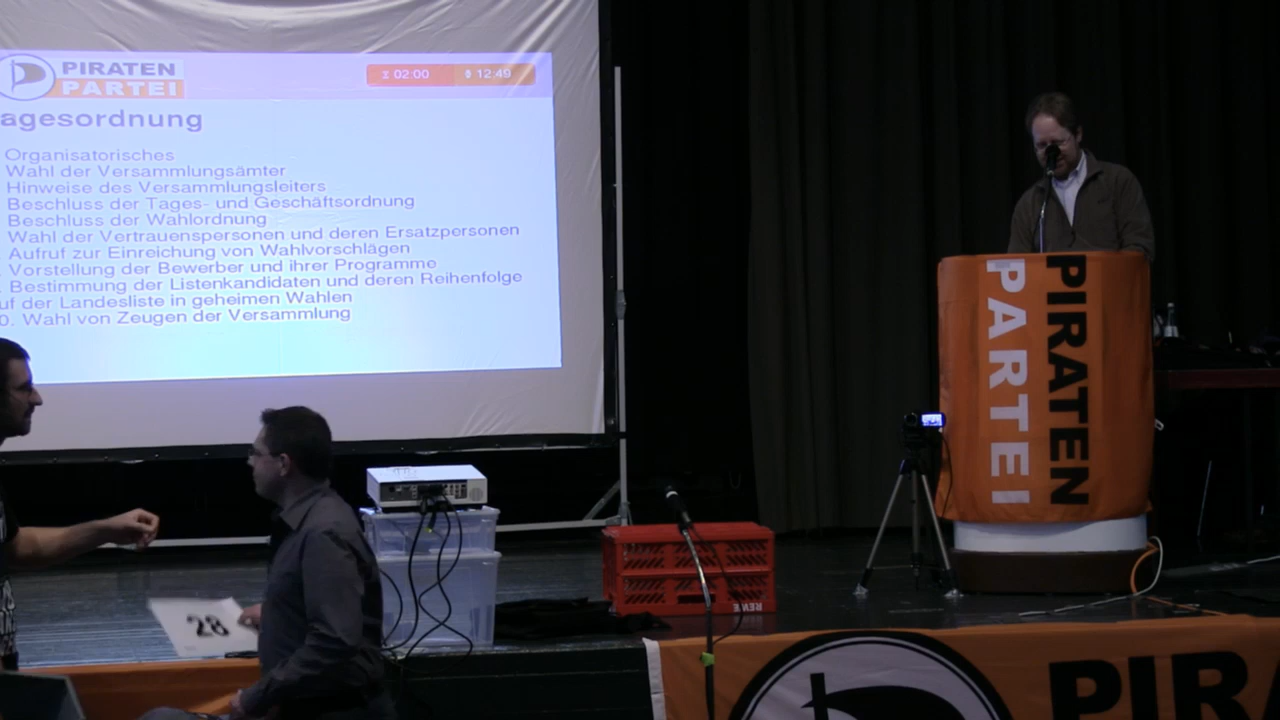 PIRATEN
PARTEI
02:00
12:49
agesordnung
Organisatorisches
Wahl der Versammlungsämter
Hinweise des Versammlungsleiters
Beschluss der Tages- und Geschäftsordnung
Beschluss der Wahlordnung
Wahl der Vertrauenspersonen und deren Ersatzpersonen
. Aufruf zur Einreichung von Wahlvorschlägen
. Vorstellung der Bewerber und ihrer Programme
. Bestimmung der Listenkandidaten und deren Reihenfolge
uf der Landesliste in geheimen Wahlen
0. Wahl von Zeugen der Versammlung
PIRATEN
PARTEI
28
REWE
PIRA